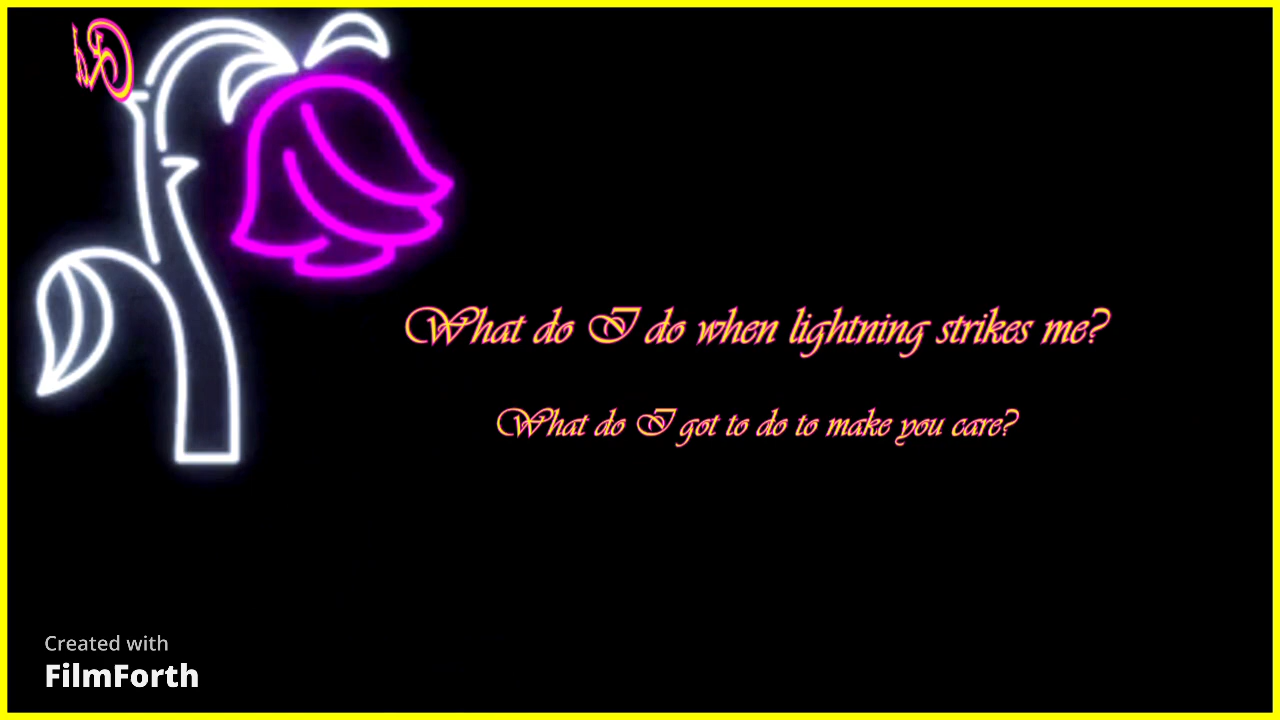 What do I do when lightning strikes me?
What do I got to do to make you care?
Created with
FilmForth